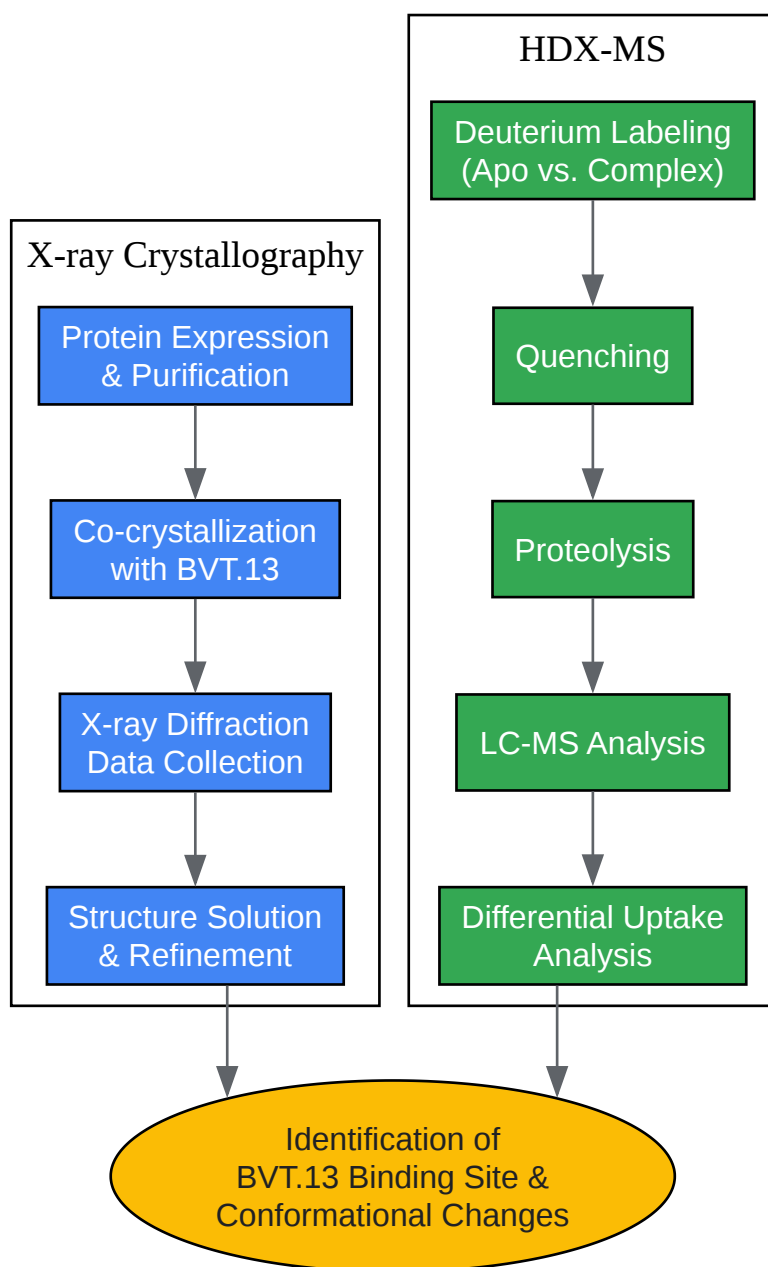 X-ray Crystallography
Protein Expression
& Purification
Co-crystallization
with BVT.13
X-ray Diffraction
Data Collection
Structure Solution
& Refinement
HDX-MS
Deuterium Labeling
(Apo vs. Complex)
Quenching
Proteolysis
LC-MS Analysis
Differential Uptake
Analysis
Identification of
BVT.13 Binding Site &
Conformational Changes